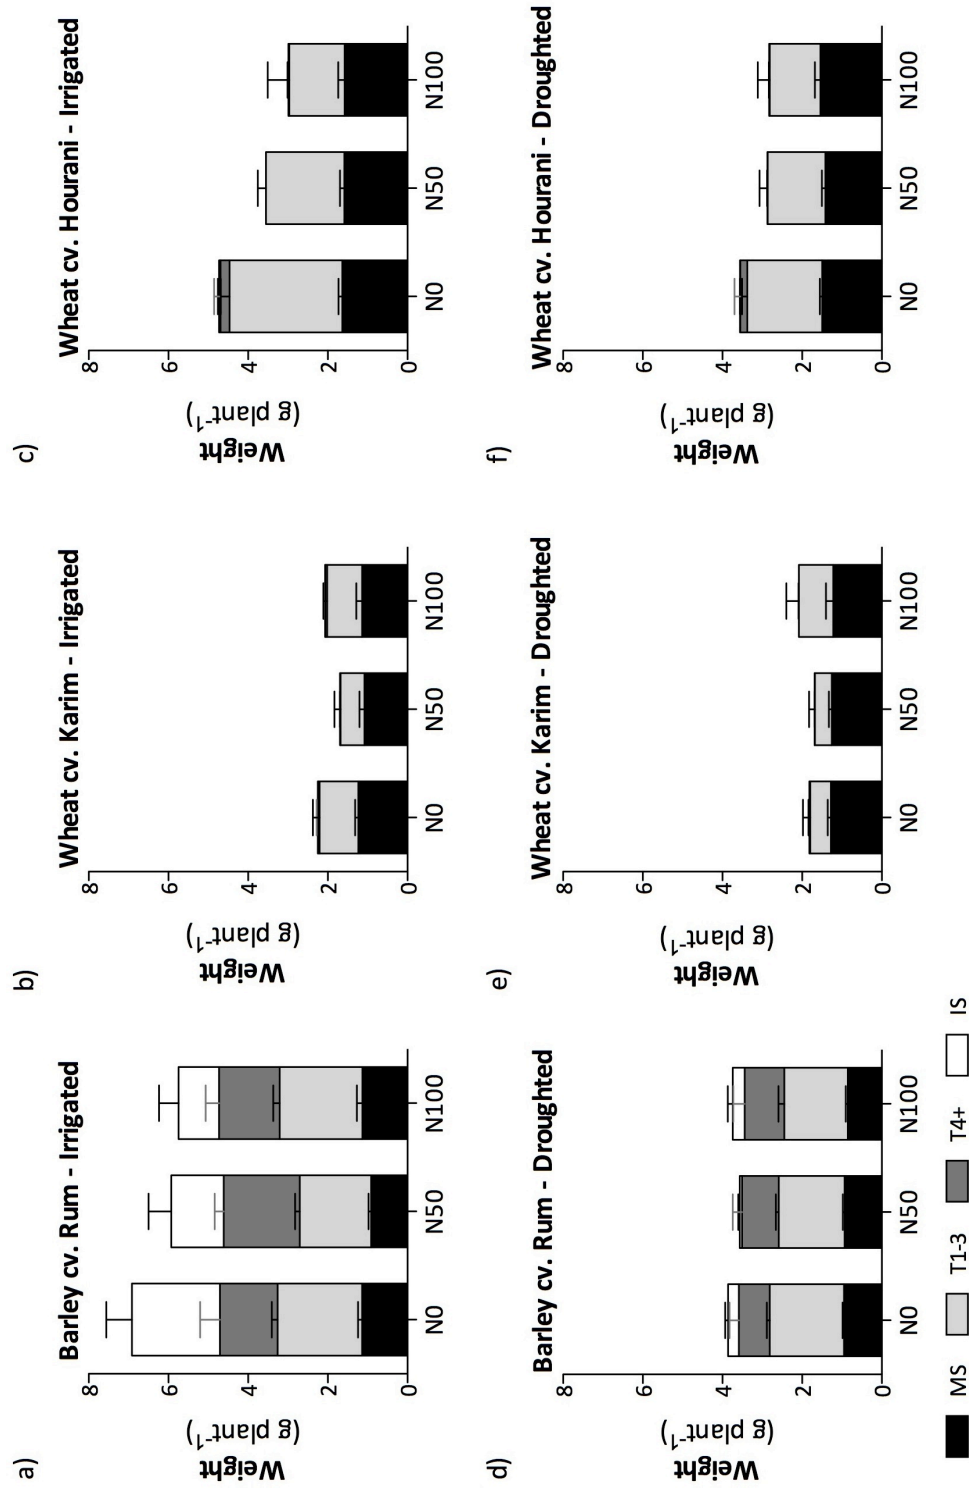 a)
Barley cv. Rum - Irrigated
Weight
(g plant-1)
8
6
4
2
0
N0
N50
N100
b)
Wheat cv. Karim - Irrigated
Weight
(g plant-1)
8
6
4
2
0
N0
N50
N100
c)
Wheat cv. Hourani - Irrigated
Weight
(g plant-1)
8
6
4
2
0
N0
N50
N100
d)
Barley cv. Rum - Droughted
Weight
(g plant-1)
8
6
4
2
0
N0
N50
N100
e)
Wheat cv. Karim - Droughted
Weight
(g plant-1)
8
6
4
2
0
N0
N50
N100
f)
Wheat cv. Hourani - Droughted
Weight
(g plant-1)
8
6
4
2
0
N0
N50
N100
MS
T1-3
T4+
IS